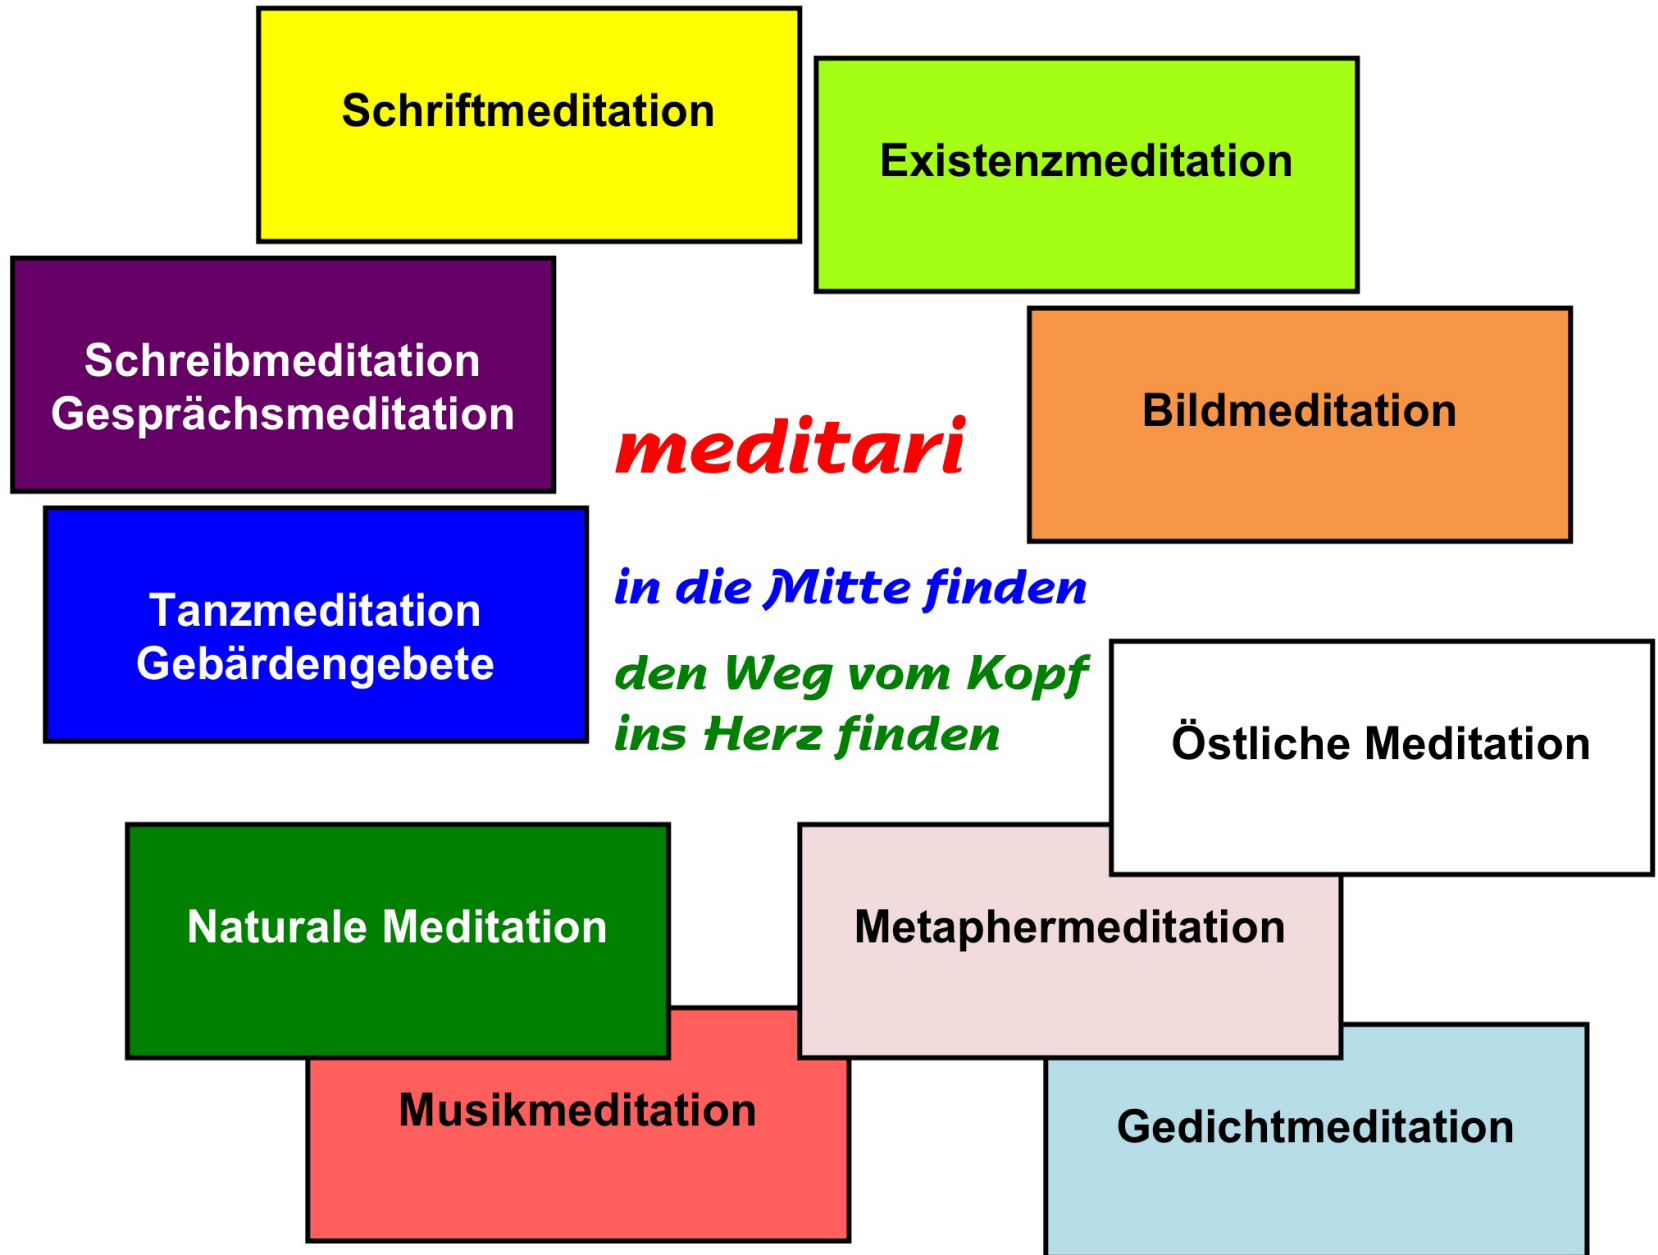 Schriftmeditation
Existenzmeditation
Schreibmeditation
Gesprächsmeditation
Bildmeditation
meditari
in die Mitte finden
Tanzmeditation
Gebärdengebete
den Weg vom Kopf
ins Herz finden
Östliche Meditation
Naturale Meditation
Metaphermeditation
Musikmeditation
Gedichtmeditation